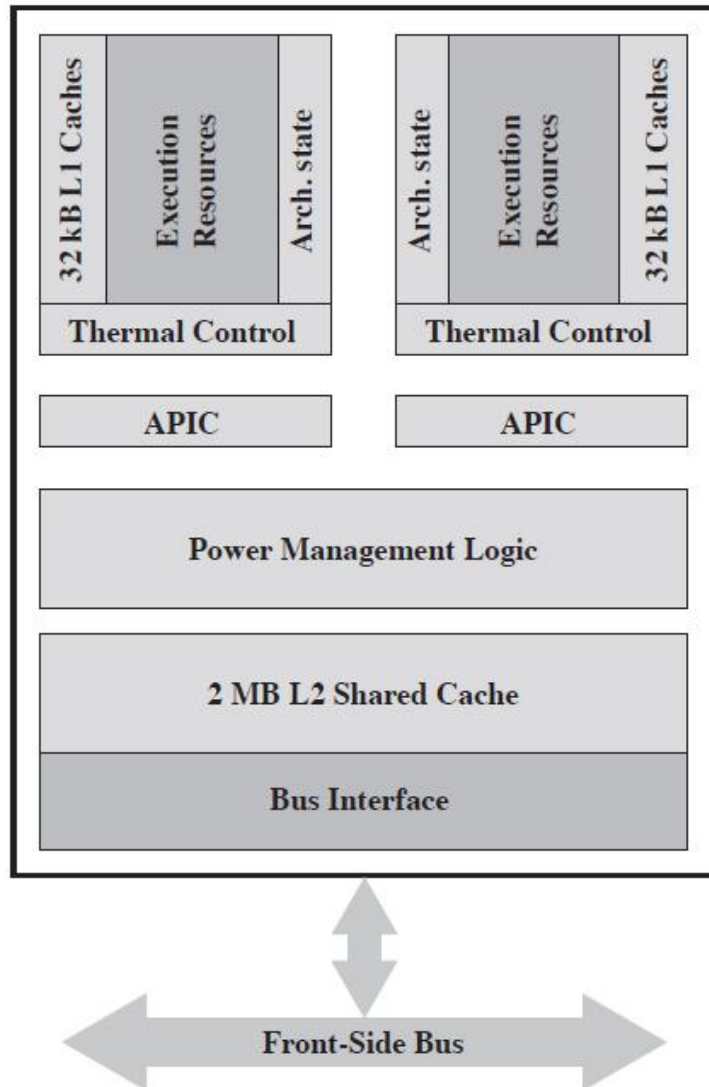 32 kB L1 Caches
Execution
Resources
Arch. state
Thermal Control
Arch. state
Execution
Resources
32 kB L1 Caches
Thermal Control
APIC
APIC
Power Management Logic
2 MB L2 Shared Cache
Bus Interface
Front-Side Bus